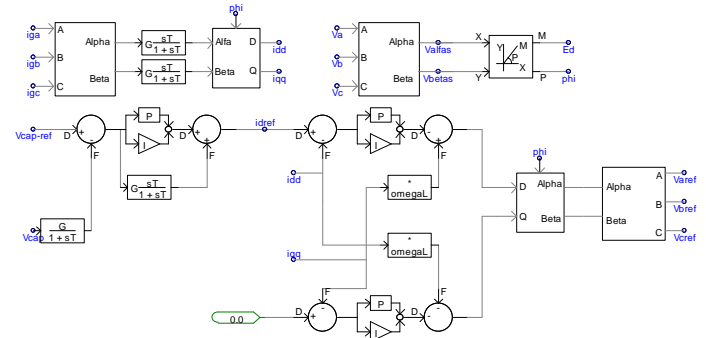 phi
iga A Alpha G sT Alfa D idd
1 + sT
igb B
igc C Beta G sT Beta Q iqq
1 + sT
Va A Alpha Valfas X Y M M Ed
Vb B P
Vc C Beta Vbetas Y X P phi
Vcap-ref D + - P D + + idref D + - P D - + 
F I F F I F
G sT
1 + sT
idd
* 
omegaL
Vcap G
1 + sT
iqq
*
omegaL
phi
D Alpha Alpha A Varef
B Vbref
Q Beta Beta C Vcref
F F
0.0 D + - P D - -
I